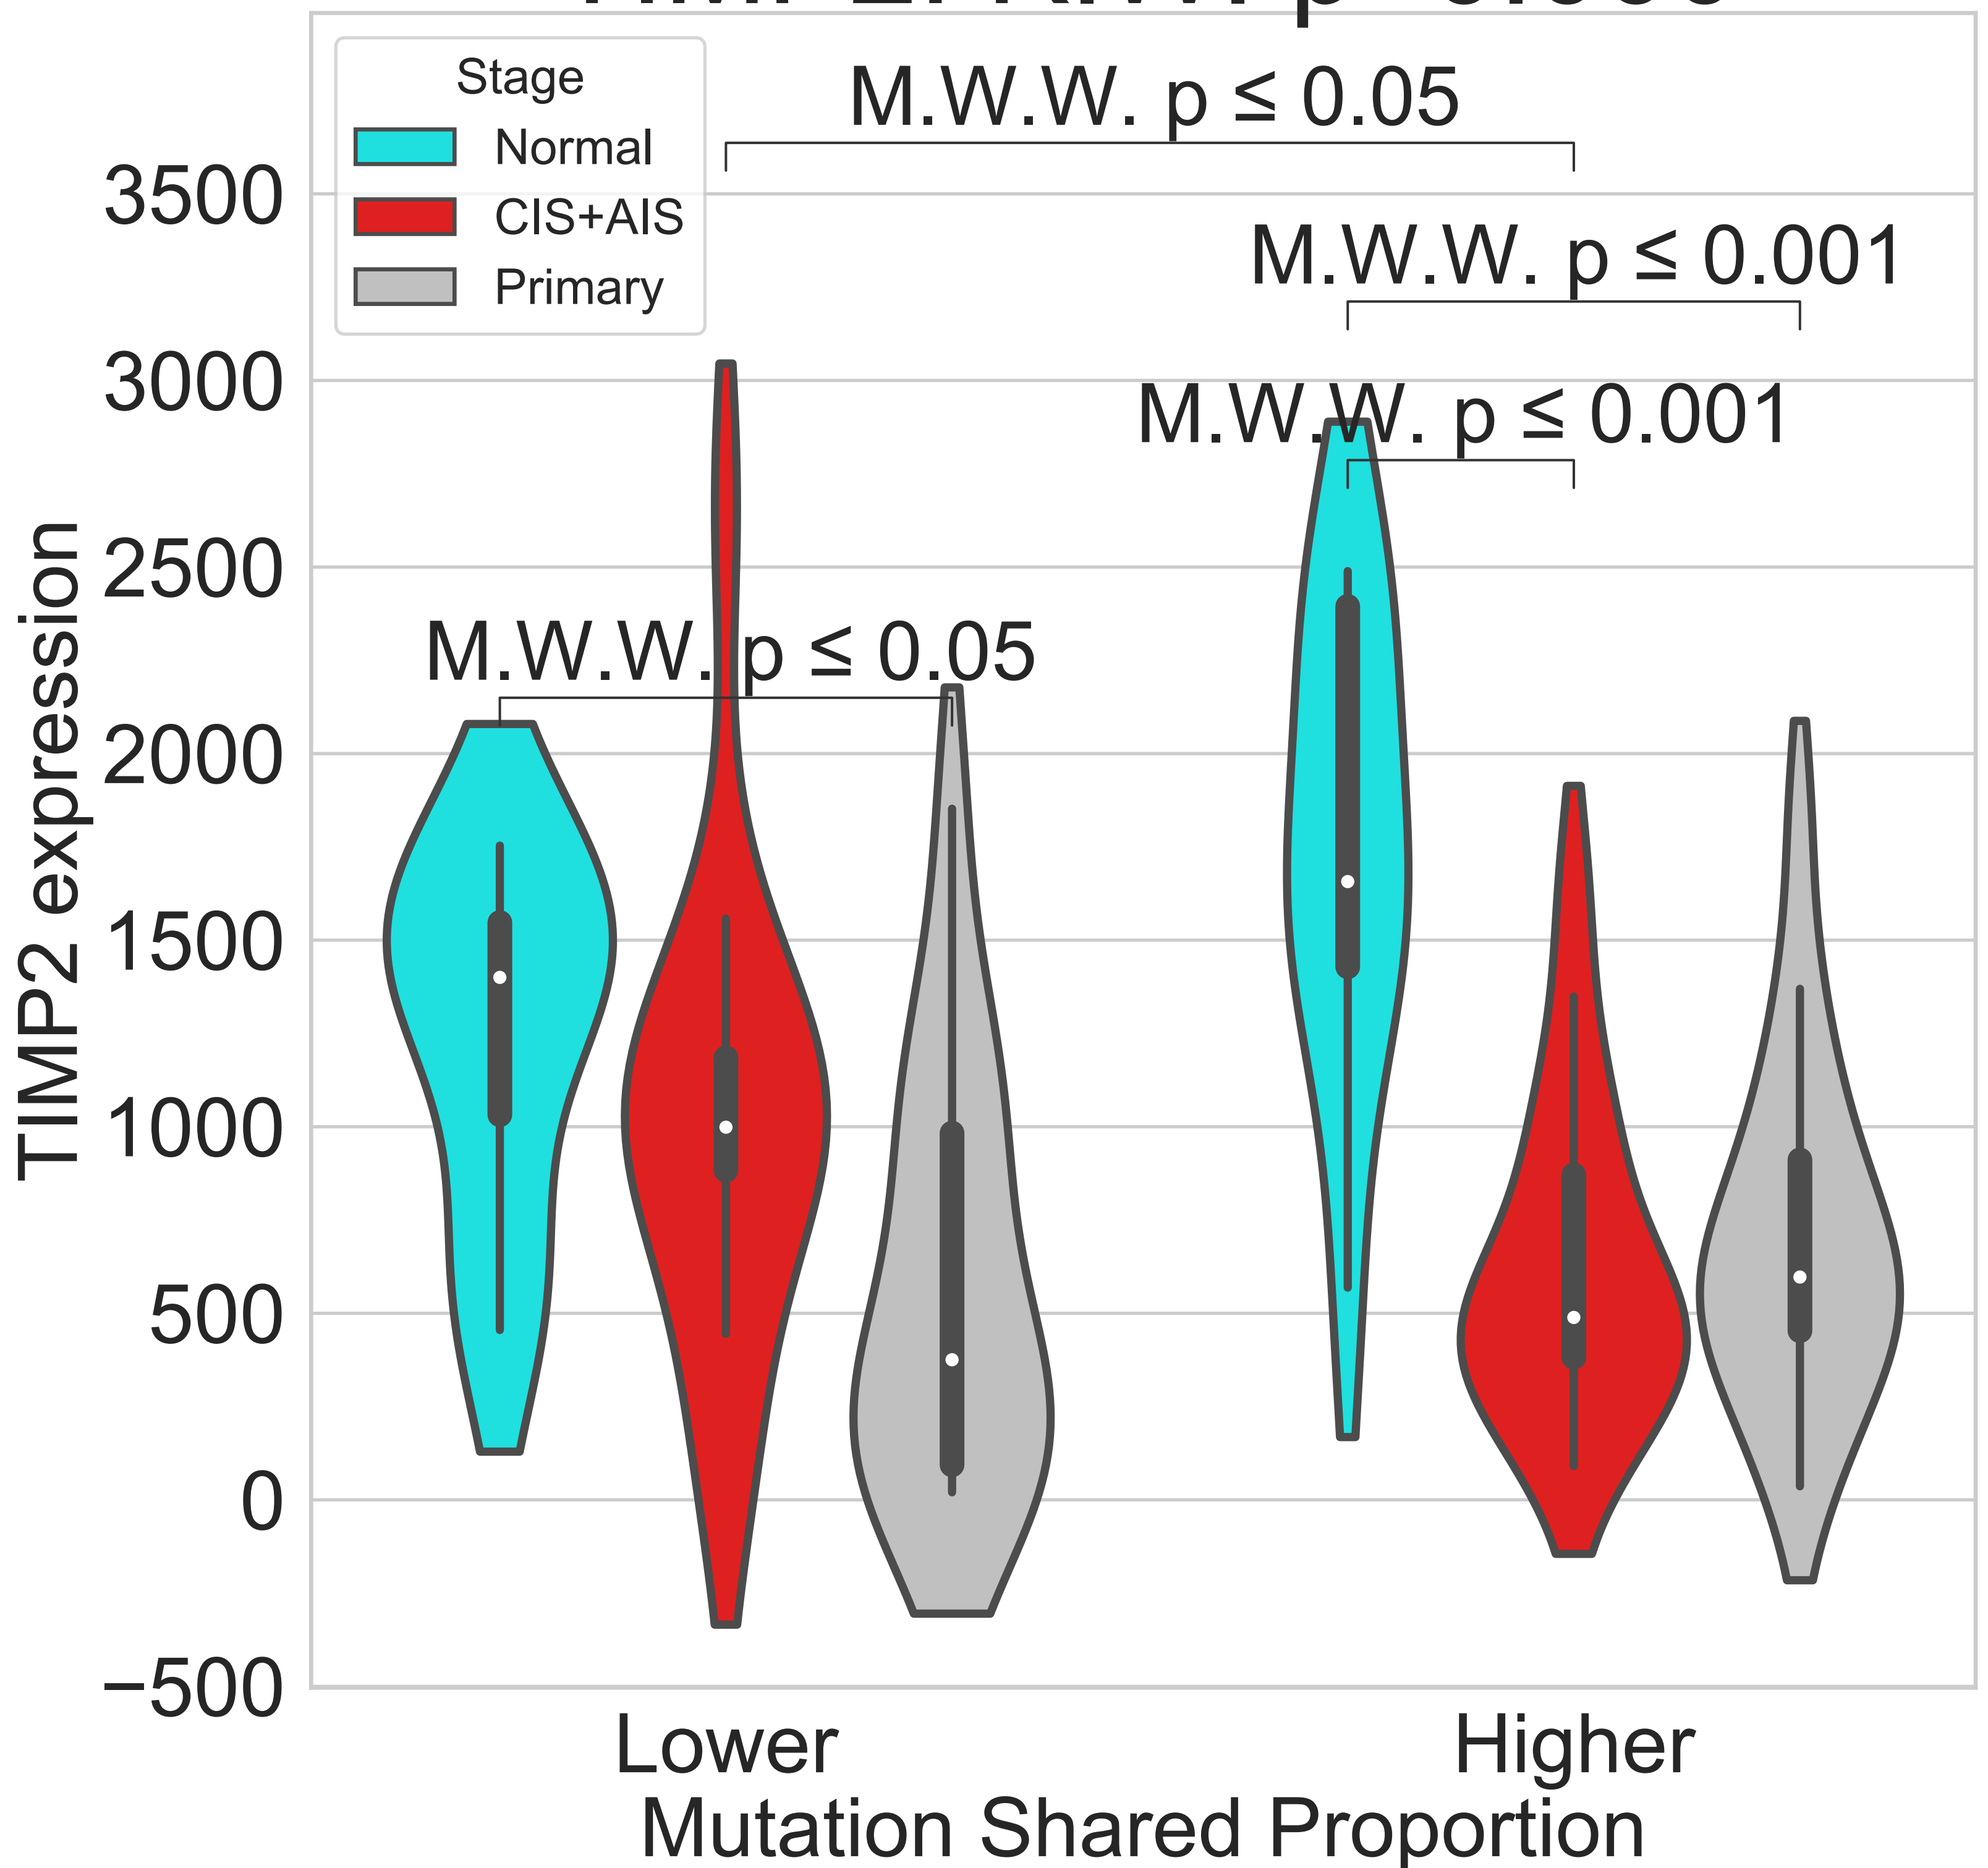 M.W.W. p ≤ 0.05
Stage
Normal
CIS+AIS
Primary
M.W.W. p ≤ 0.001
M.W.W. p ≤ 0.001
M.W.W. p ≤ 0.05
3500
3000
2500
2000
1500
1000
500
0
−500
TIMP2 expression
Lower
Higher
Mutation Shared Proportion